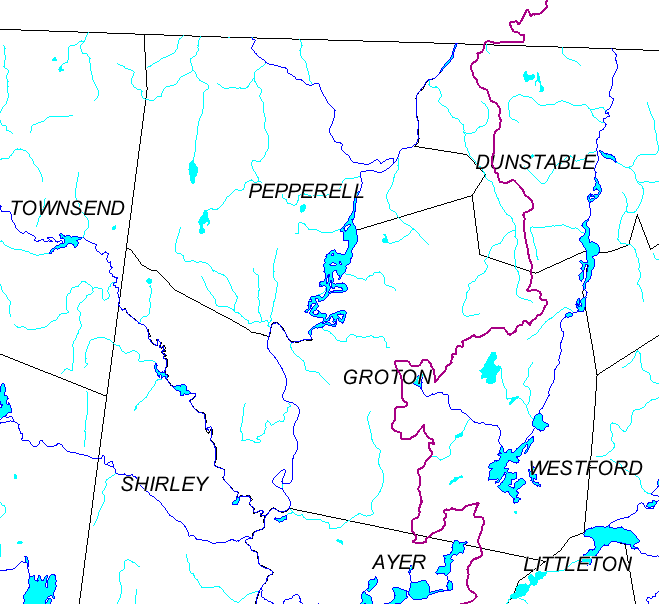 DUNSTABLE
PEPPERELL
TOWNSEND
GROTON
WESTFORD
SHIRLEY
AYER
LITTLETON